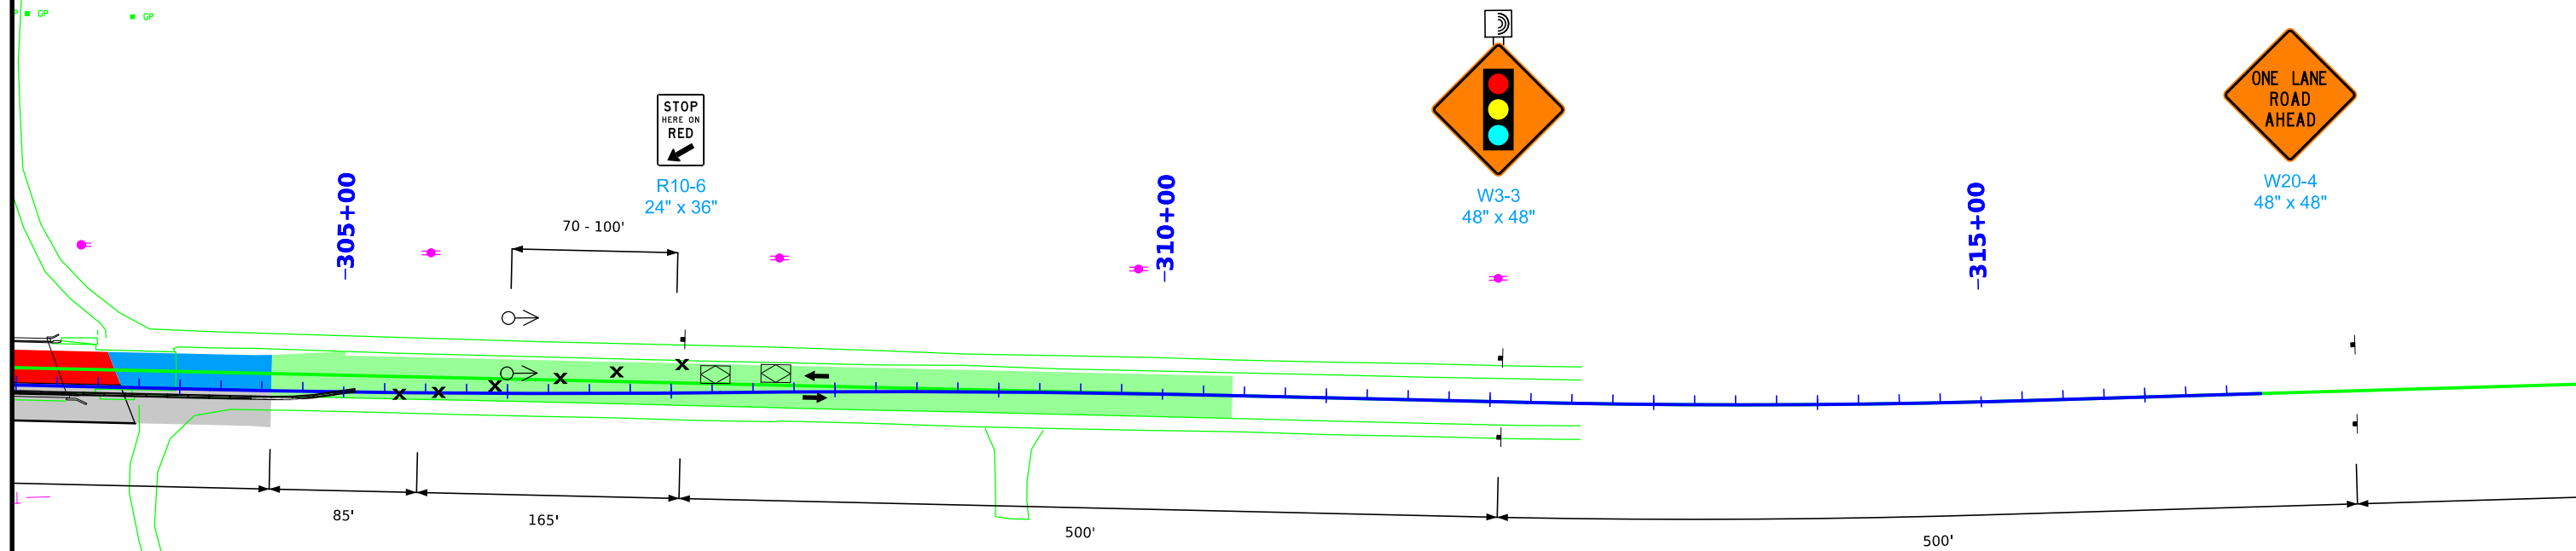 GP
GP
STOP
HERE ON
RED
R10-6
24" x 36"
W3-3
48" x 48"
ONE LANE
ROAD
AHEAD
W20-4
48" x 48"
305+00
310+00
315+00
70 - 100'
X X X X X X
85'
165'
500'
500'